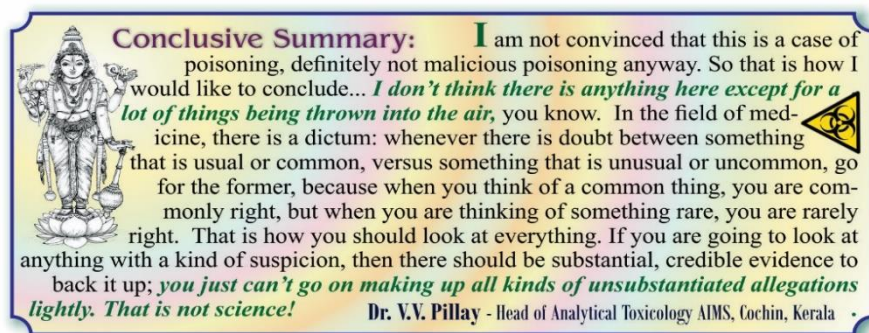 Conclusive Summary: I am not convinced that this is a case of
poisoning, definitely not malicious poisoning anyway. So that is how I
would like to conclude... I don't think there is anything here except for a
lot of things being thrown into the air, you know. In the field of med-
icine, there is a dictum: whenever there is doubt between something
that is usual or common, versus something that is unusual or uncommon, go
for the former, because when you think of a common thing, you are com-
monly right, but when you are thinking of something rare, you are rarely
right. That is how you should look at everything. If you are going to look at
anything with a kind of suspicion, then there should be substantial, credible evidence to
back it up; you just can't go on making up all kinds of unsubstantiated allegations
lightly. That is not science! Dr. V.V. Pillay - Head of Analytical Toxicology AIMS, Cochin, Kerala .